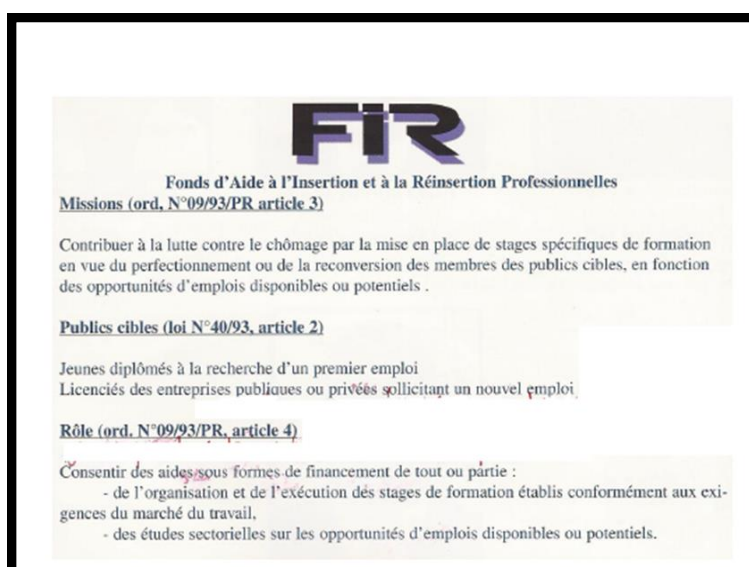 FIR
Fonds d'Aide à l'Insertion et à la Réinsertion Professionnelles
Missions (ord, N°09/93/PR article 3)
Contribuer à la lutte contre le chômage par la mise en place de stages spécifiques de formation
en vue du perfectionnement ou de la reconversion des membres des publics cibles, en fonction
des opportunités d'emplois disponibles ou potentiels .
Publics cibles (loi N°40/93, article 2)
Jeunes diplômés à la recherche d'un premier emploi
Licenciés des entreprises publiques ou privées sollicitant un nouvel emploi
Rôle (ord. N°09/93/PR, article 4)
Consentir des aides sous formes de financement de tout ou partie :
- de l'organisation et de l'exécution des stages de formation établis conformément aux exi-
gences du marché du travail,
- des études sectorielles sur les opportunités d'emplois disponibles ou potentiels.